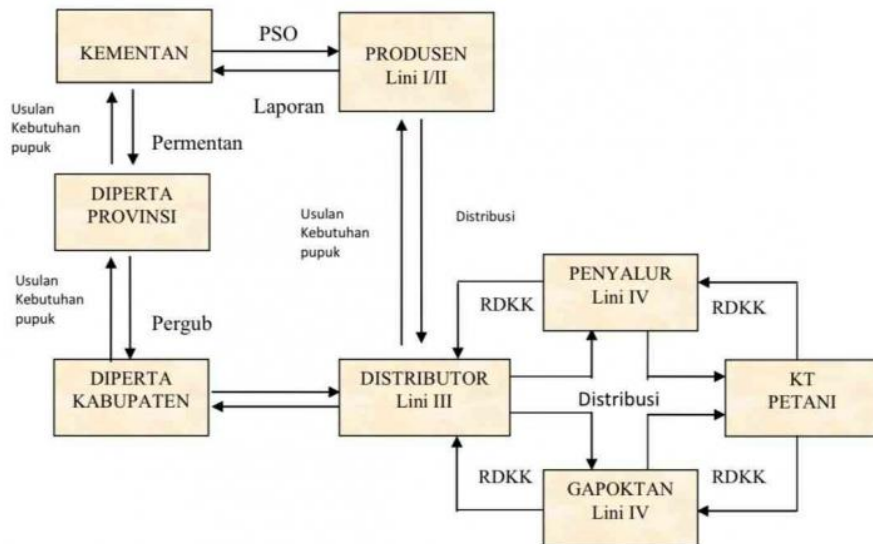 KEMENTAN
PSO
PRODUSEN
Lini I/II
Laporan
Usulan
Kebutuhan
pupuk
Permentan
DIPERTA
PROVINSI
Usulan
Kebutuhan
pupuk
Distribusi
Usulan
Kebutuhan
pupuk
Pergub
PENYALUR
Lini IV
RDKK
RDKK
DIPERTA
KABUPATEN
DISTRIBUTOR
Lini III
Distribusi
KT
PETANI
RDKK
GAPOKTAN
Lini IV
RDKK